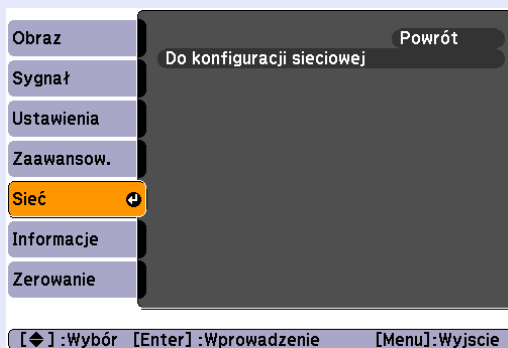 Obraz
Sygnał
Ustawienia
Zaawansow.
Sieć
Informacje
Zerowanie
Powrót
Do konfiguracji sieciowej
[◆] :Wybór [Enter] :Wprowadzenie [Menu]:Wyjscie